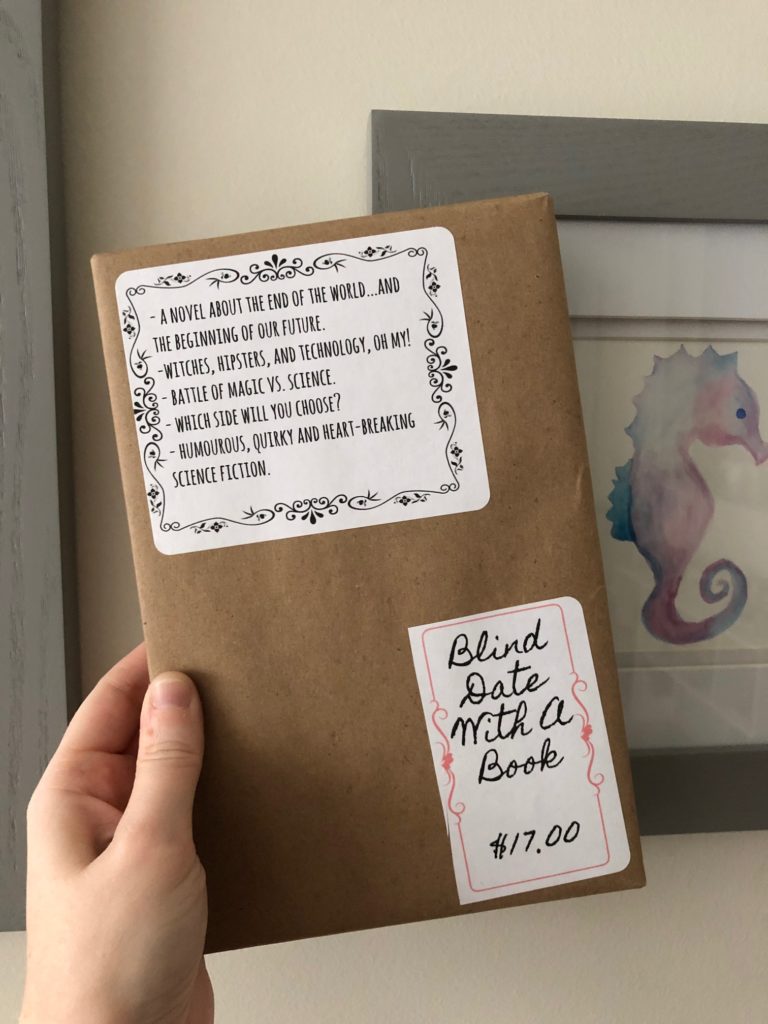 - A NOVEL ABOUT THE END OF THE WORLD...AND
THE BEGINNING OF OUR FUTURE.
-WITCHES, HIPSTERS, AND TECHNOLOGY, OH MY!
- BATTLE OF MAGIC VS. SCIENCE.
- WHICH SIDE WILL YOU CHOOSE?
- HUMOUROUS, QUIRKY AND HEART-BREAKING
SCIENCE FICTION.
Blind
Date
With A
Book
$17.00